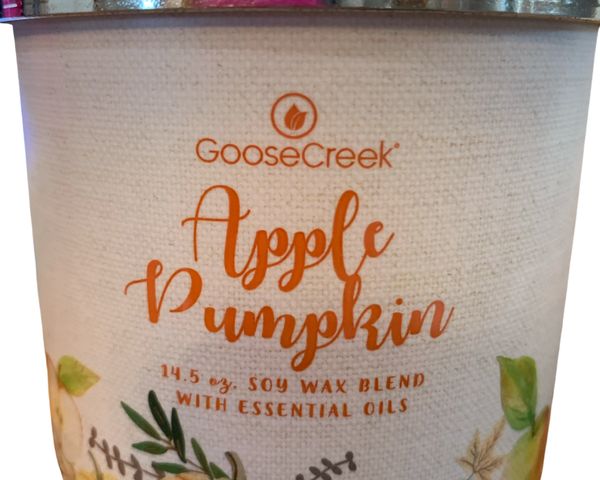 GooseCreek®
Apple
Pumpkin
14.5 oz. SOY WAX BLEND
WITH ESSENTIAL OILS